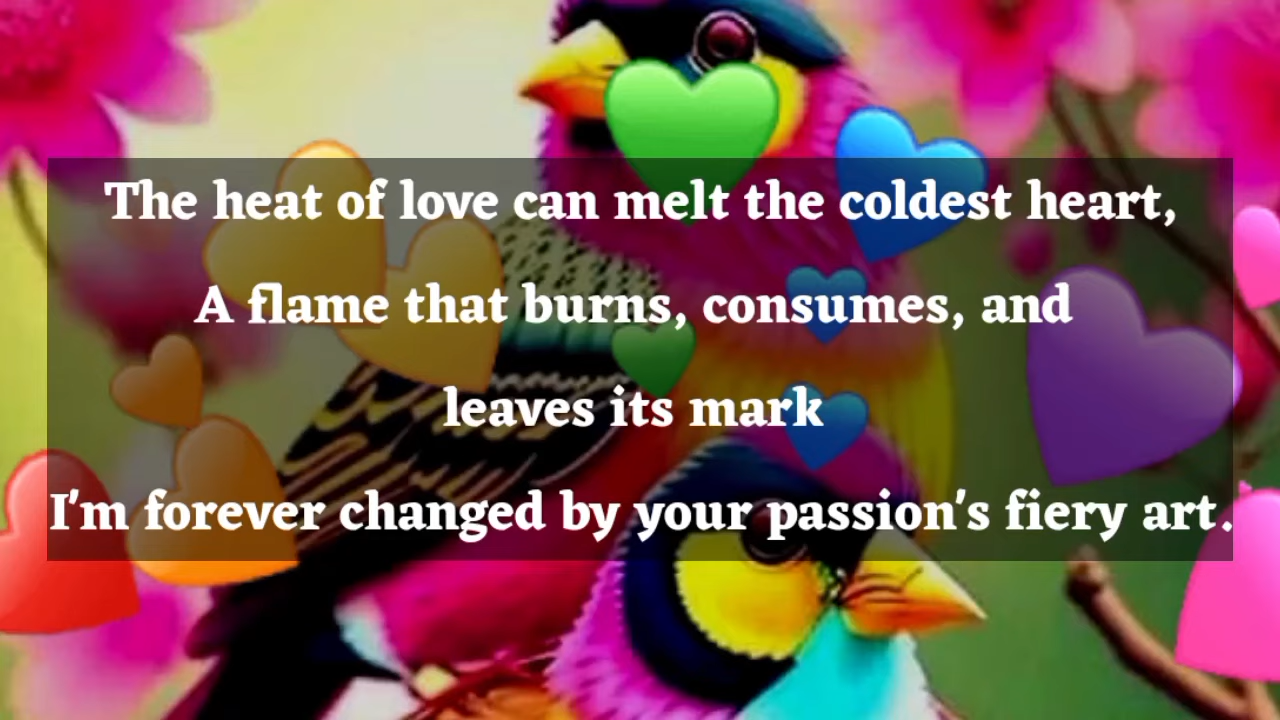 The heat of love can melt the coldest heart,
A flame that burns, consumes, and
leaves its mark
I'm forever changed by your passion's fiery art.